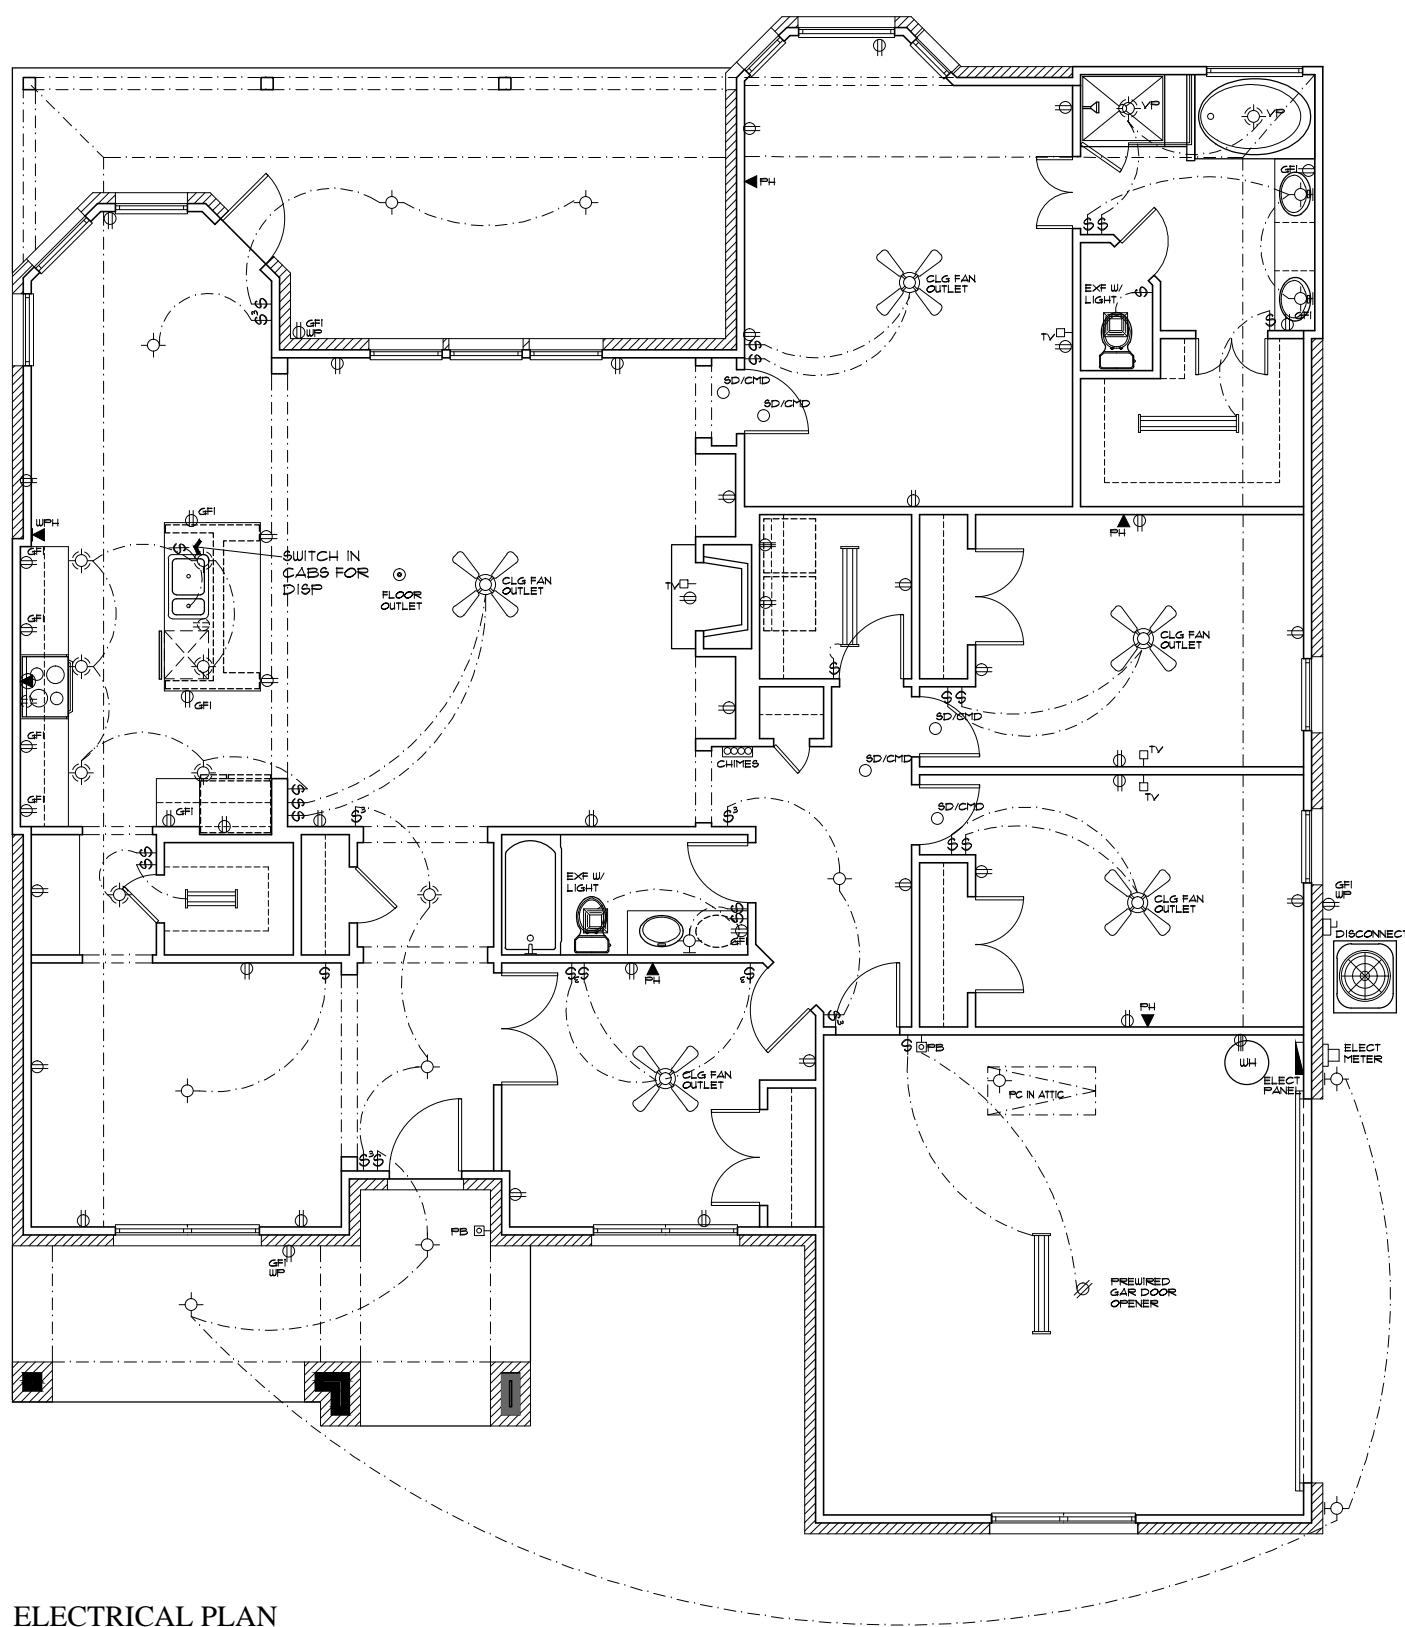 VP
VP
GFI
PH
CLG FAN
OUTLET
EXF W/
LIGHT
GFI
GFI
WP
TV
SD/CMD
SD/CMD
WPH
GFI
GFI
PH
SWITCH IN
CABS FOR
DISP
FLOOR
OUTLET
CLG FAN
OUTLET
TV
GFI
CLG FAN
OUTLET
GFI
SD/CMD
GFI
CHIMES
SD/CMD
TV
TV
GFI
GFI
SD/CMD
EXF W/
LIGHT
CLG FAN
OUTLET
GFI
WP
DISCONNECT
PH
PH
CLG FAN
OUTLET
PB
WH
ELECT
METER
ELECT
PANEL
PC IN ATTIC
PB
GFI
WP
PREWIRED
GAR DOOR
OPENER
ELECTRICAL PLAN